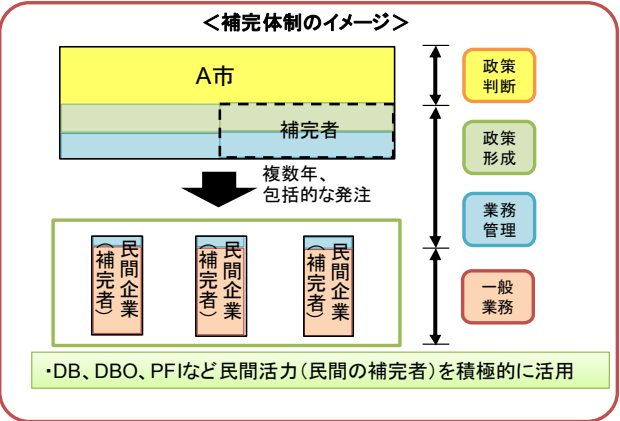 ＜補完体制のイメージ＞
A市
補完者
複数年、
包括的な発注
民間企業
（補完者）
民間企業
（補完者）
民間企業
（補完者）
政策
判断
政策
形成
業務
管理
一般
業務
・DB、DBO、PFIなど民間活力（民間の補完者）を積極的に活用